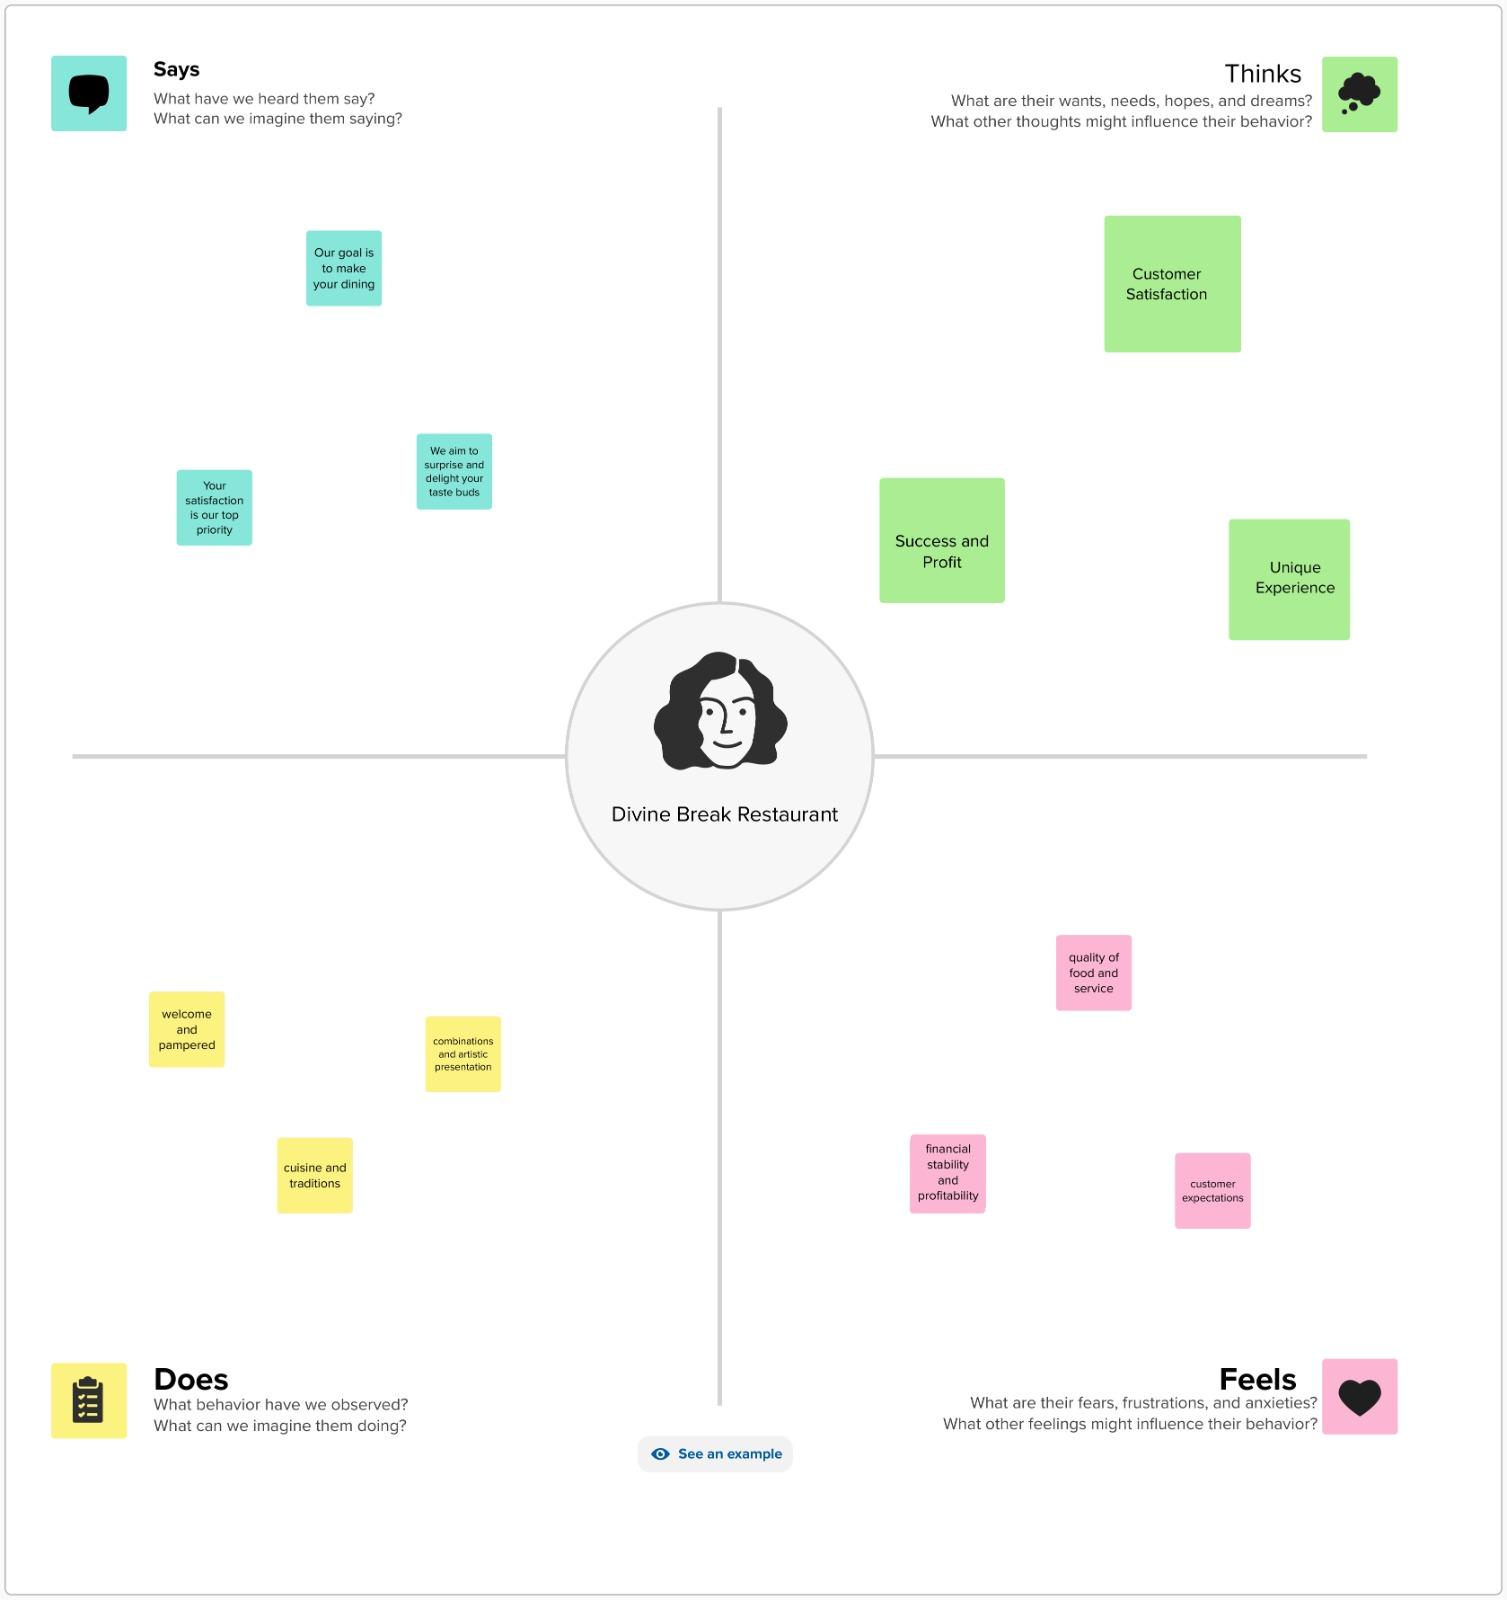 Says
What have we heard them say?
What can we imagine them saying?
Thinks
What are their wants, needs, hopes, and dreams?
What other thoughts might influence their behavior?
Our goal is
to make
your dining
We aim to
surprise and
delight your
taste buds
Your
satisfaction
is our top
priority
Customer
Satisfaction
Success and
Profit
Unique
Experience
Divine Break Restaurant
welcome
and
pampered
combinations
and artistic
presentation
cuisine and
traditions
quality of
food and
service
financial
stability
and
profitability
customer
expectations
Does
What behavior have we observed?
What can we imagine them doing?
Feels
What are their fears, frustrations, and anxieties?
What other feelings might influence their behavior?
See an example